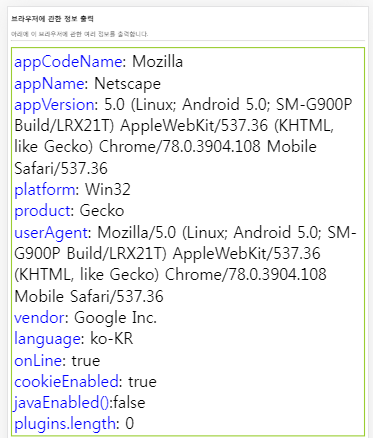 브라우저에 관한 정보 출력
아래에 이 브라우저에 관한 여러 정보를 출력합니다.
appCodeName: Mozilla
appName: Netscape
appVersion: 5.0 (Linux; Android 5.0; SM-G900P
Build/LRX21T) AppleWebKit/537.36 (KHTML,
like Gecko) Chrome/78.0.3904.108 Mobile
Safari/537.36
platform: Win32
product: Gecko
userAgent: Mozilla/5.0 (Linux; Android 5.0; SM-
G900P Build/LRX21T) AppleWebKit/537.36
(KHTML, like Gecko) Chrome/78.0.3904.108
Mobile Safari/537.36
vendor: Google Inc.
language: ko-KR
onLine: true
cookieEnabled: true
javaEnabled():false
plugins.length: 0